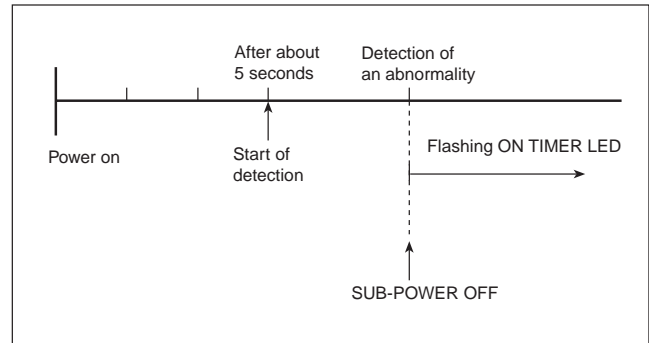 After about
5 seconds
Detection of
an abnormality
Power on
Start of
detection
Flashing ON TIMER LED
SUB-POWER OFF